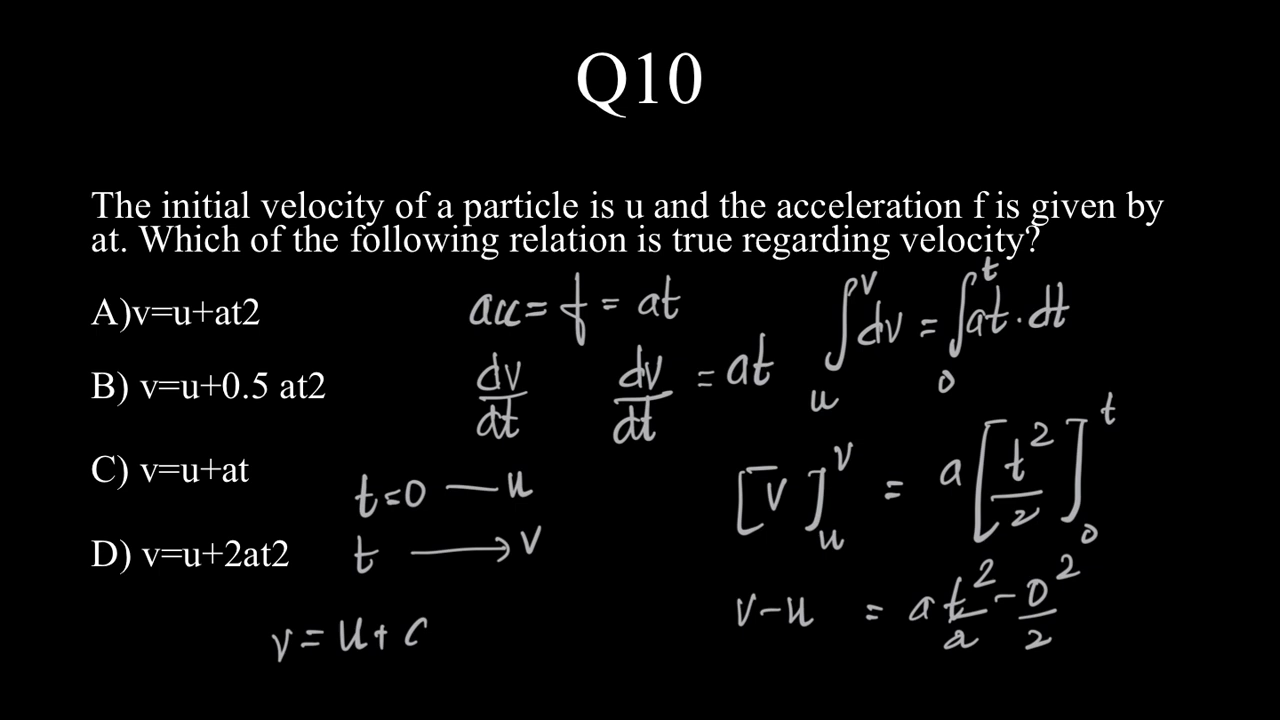 Q10
The initial velocity of a particle is u and the acceleration f is given by
at. Which of the following relation is true regarding velocity?
A)v=u+at2
B) v=u+0.5 at2
C) v=u+at
D) v=u+2at2
acc = f = at
dv/dt dv/dt = at
t=0 — u
t ⟶ v
v = u + c
∫_u^v dv = ∫_0^t at · dt
[v]_u^v = a[t²/2]_0^t
v - u = a t²/2 - 0²/2